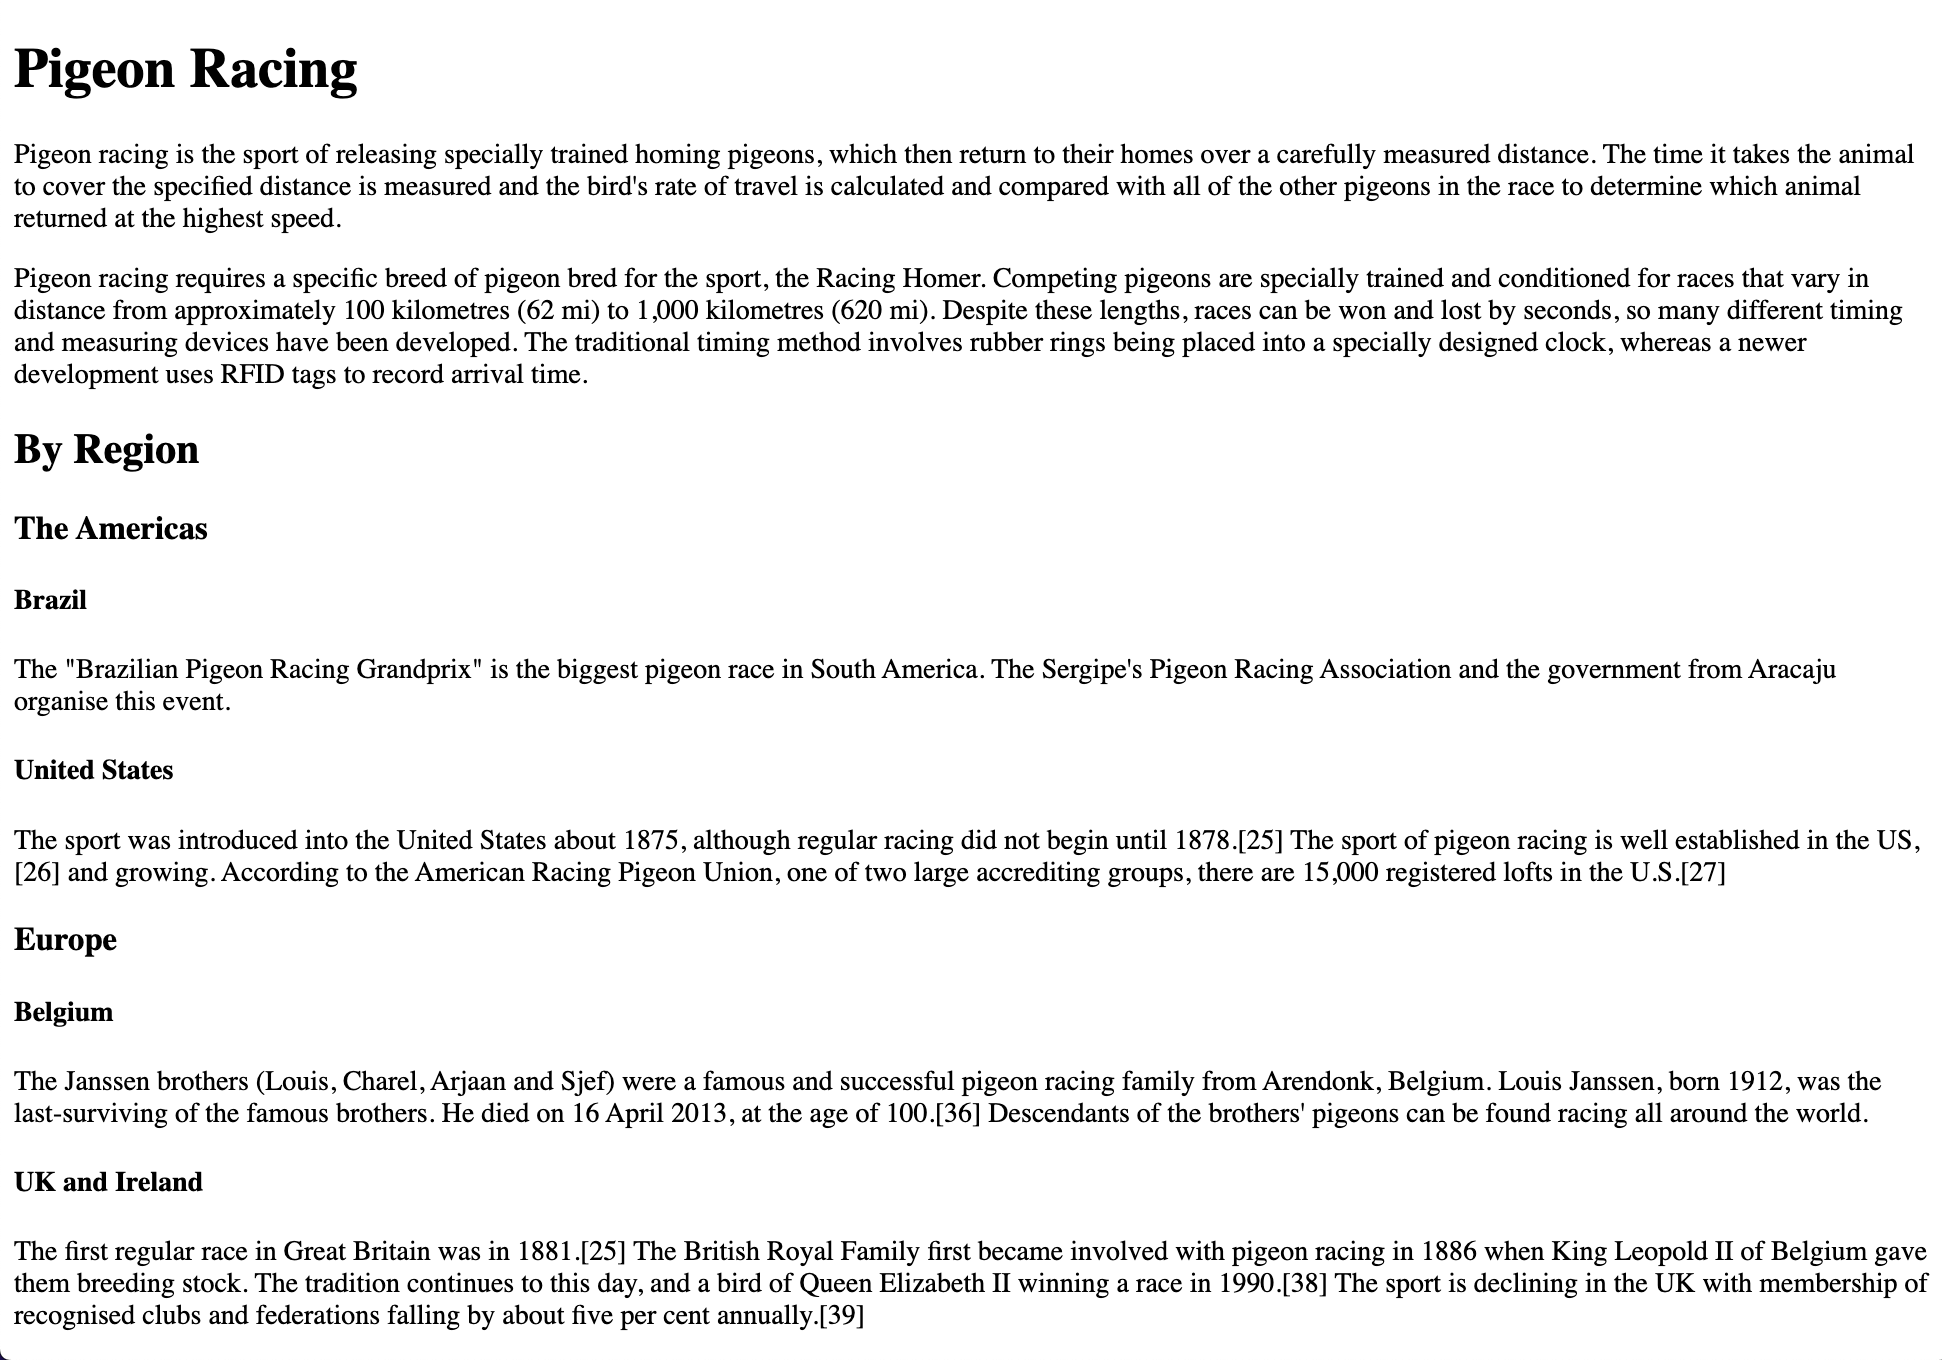 Pigeon Racing
Pigeon racing is the sport of releasing specially trained homing pigeons, which then return to their homes over a carefully measured distance. The time it takes the animal
to cover the specified distance is measured and the bird's rate of travel is calculated and compared with all of the other pigeons in the race to determine which animal
returned at the highest speed.
Pigeon racing requires a specific breed of pigeon bred for the sport, the Racing Homer. Competing pigeons are specially trained and conditioned for races that vary in
distance from approximately 100 kilometres (62 mi) to 1,000 kilometres (620 mi). Despite these lengths, races can be won and lost by seconds, so many different timing
and measuring devices have been developed. The traditional timing method involves rubber rings being placed into a specially designed clock, whereas a newer
development uses RFID tags to record arrival time.
By Region
The Americas
Brazil
The "Brazilian Pigeon Racing Grandprix" is the biggest pigeon race in South America. The Sergipe's Pigeon Racing Association and the government from Aracaju
organise this event.
United States
The sport was introduced into the United States about 1875, although regular racing did not begin until 1878.[25] The sport of pigeon racing is well established in the US,
[26] and growing. According to the American Racing Pigeon Union, one of two large accrediting groups, there are 15,000 registered lofts in the U.S.[27]
Europe
Belgium
The Janssen brothers (Louis, Charel, Arjaan and Sjef) were a famous and successful pigeon racing family from Arendonk, Belgium. Louis Janssen, born 1912, was the
last-surviving of the famous brothers. He died on 16 April 2013, at the age of 100.[36] Descendants of the brothers' pigeons can be found racing all around the world.
UK and Ireland
The first regular race in Great Britain was in 1881.[25] The British Royal Family first became involved with pigeon racing in 1886 when King Leopold II of Belgium gave
them breeding stock. The tradition continues to this day, and a bird of Queen Elizabeth II winning a race in 1990.[38] The sport is declining in the UK with membership of
recognised clubs and federations falling by about five per cent annually.[39]